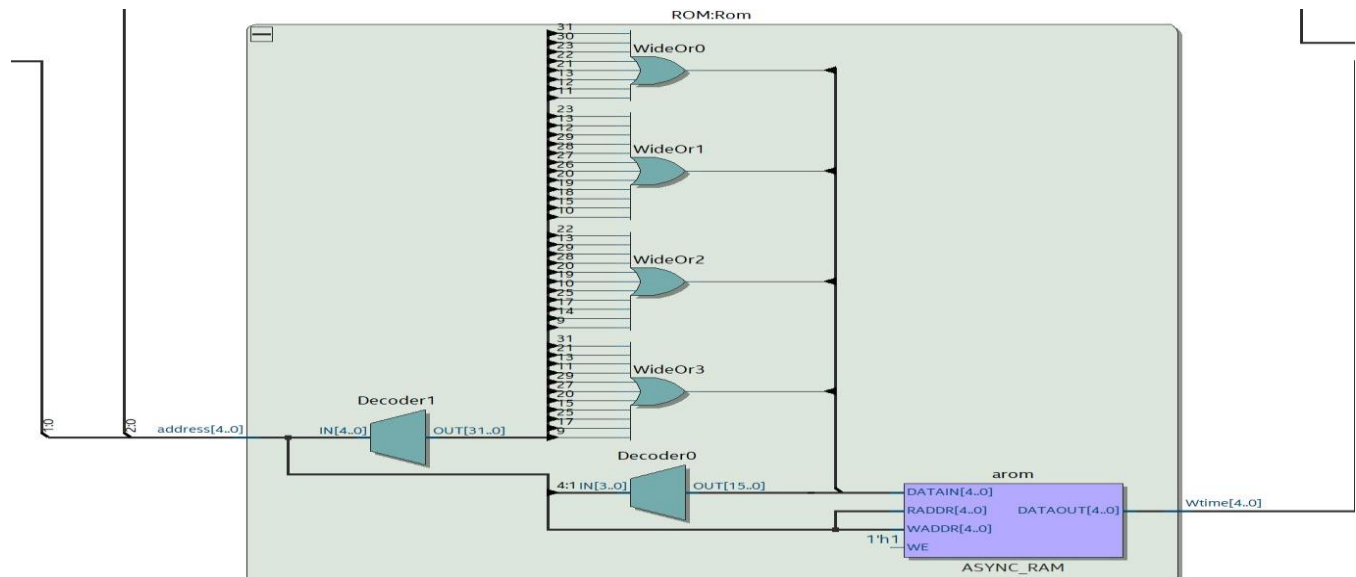 ROM:Rom
31
30
23
22
21
13
12
11
WideOr0
23
13
12
29
28
27
26
20
19
18
15
10
WideOr1
22
13
29
28
20
19
10
25
17
14
9
WideOr2
31
21
13
11
29
27
20
15
25
17
9
WideOr3
1:0
2:0
address[4..0]
Decoder1
IN[4..0] OUT[31..0]
Decoder0
4:1 IN[3..0] OUT[15..0]
arom
DATAIN[4..0]
RADDR[4..0] DATAOUT[4..0]
WADDR[4..0]
1'h1 WE
ASYNC_RAM
Wtime[4..0]